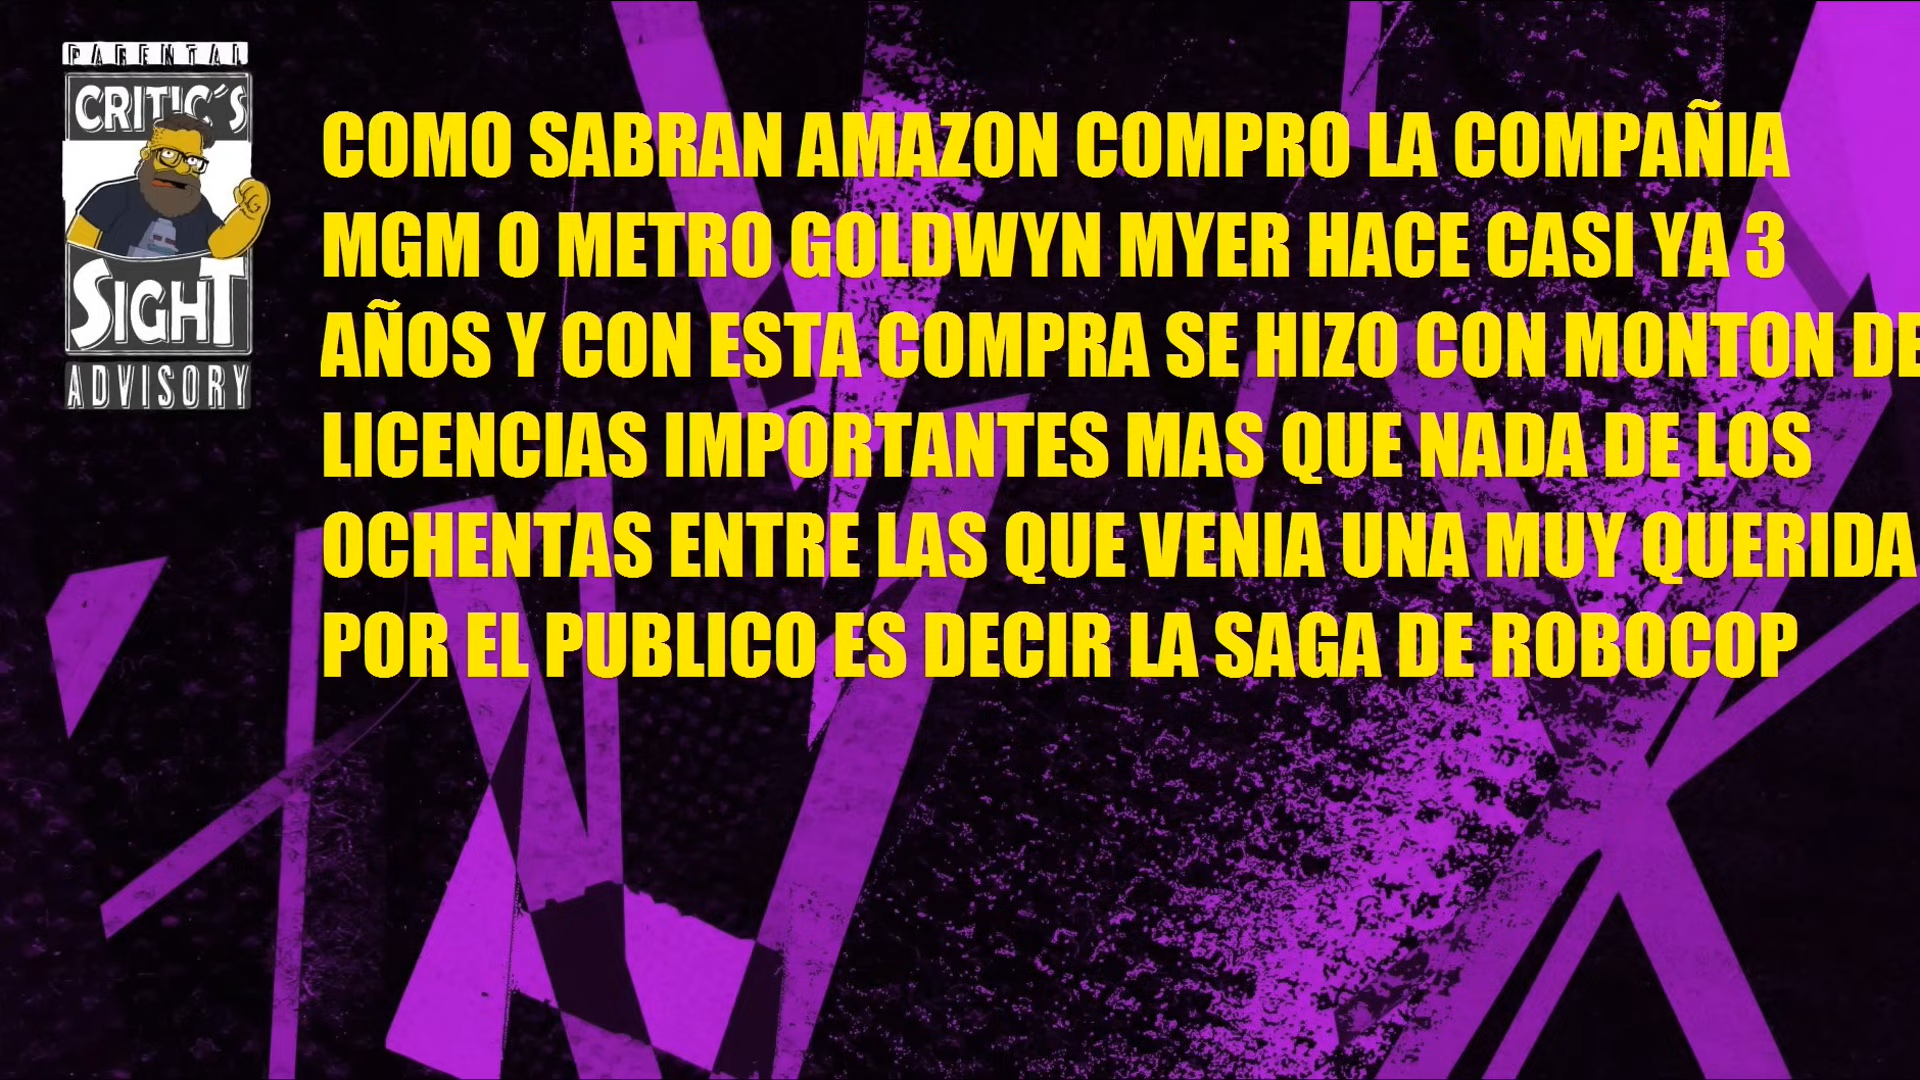 PARENTAL
CRITIC´S
SIGHT
ADVISORY
COMO SABRAN AMAZON COMPRO LA COMPAÑIA
MGM O METRO GOLDWYN MYER HACE CASI YA 3
AÑOS Y CON ESTA COMPRA SE HIZO CON MONTON DE
LICENCIAS IMPORTANTES MAS QUE NADA DE LOS
OCHENTAS ENTRE LAS QUE VENIA UNA MUY QUERIDA
POR EL PUBLICO ES DECIR LA SAGA DE ROBOCOP